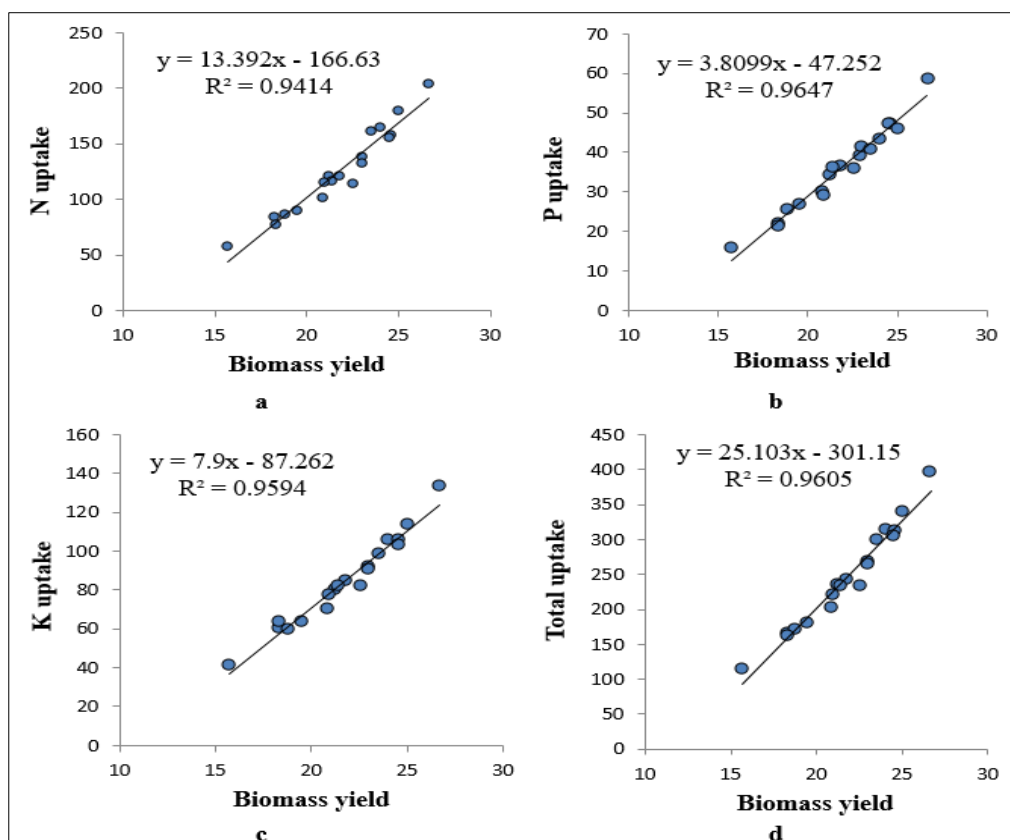 250
200
150
100
50
0
N uptake
y = 13.392x - 166.63
R² = 0.9414
10 15 20 25 30
Biomass yield
a
70
60
50
40
30
20
10
0
P uptake
y = 3.8099x - 47.252
R² = 0.9647
10 15 20 25 30
Biomass yield
b
160
140
120
100
80
60
40
20
0
K uptake
y = 7.9x - 87.262
R² = 0.9594
10 15 20 25 30
Biomass yield
c
450
400
350
300
250
200
150
100
50
0
Total uptake
y = 25.103x - 301.15
R² = 0.9605
10 15 20 25 30
Biomass yield
d